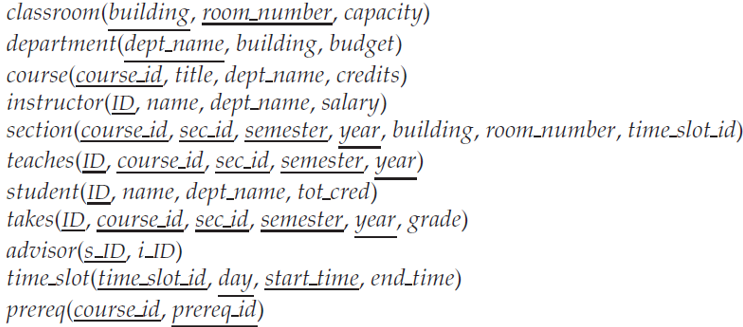 classroom(building, room_number, capacity)
department(dept_name, building, budget)
course(course_id, title, dept_name, credits)
instructor(ID, name, dept_name, salary)
section(course_id, sec_id, semester, year, building, room_number, time_slot_id)
teaches(ID, course_id, sec_id, semester, year)
student(ID, name, dept_name, tot_cred)
takes(ID, course_id, sec_id, semester, year, grade)
advisor(s_ID, i_ID)
time_slot(time_slot_id, day, start_time, end_time)
prereq(course_id, prereq_id)